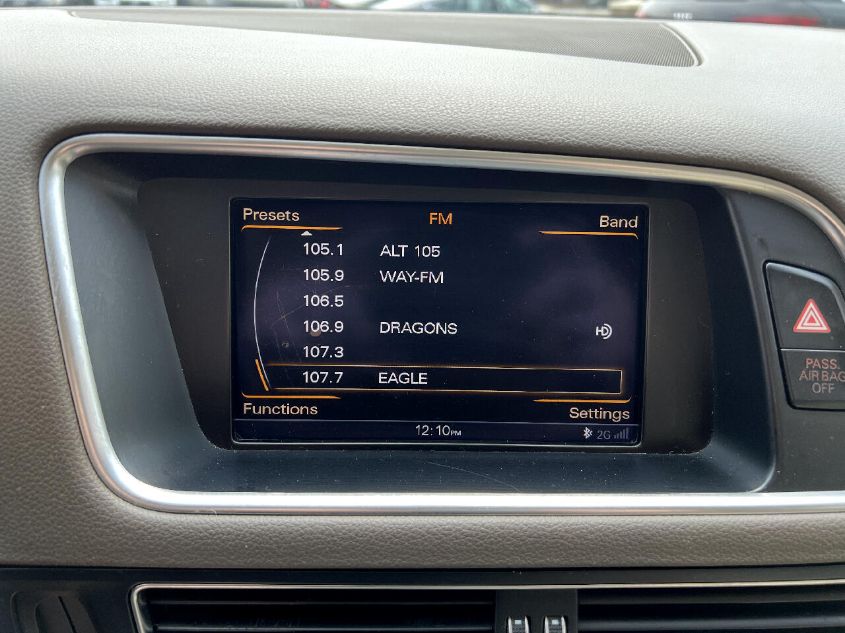 Presets FM Band
105.1 ALT 105
105.9 WAY-FM
106.5
106.9 DRAGONS HD
107.3
107.7 EAGLE
Functions Settings
12:10PM 2G
PASS.
AIR BAG
OFF